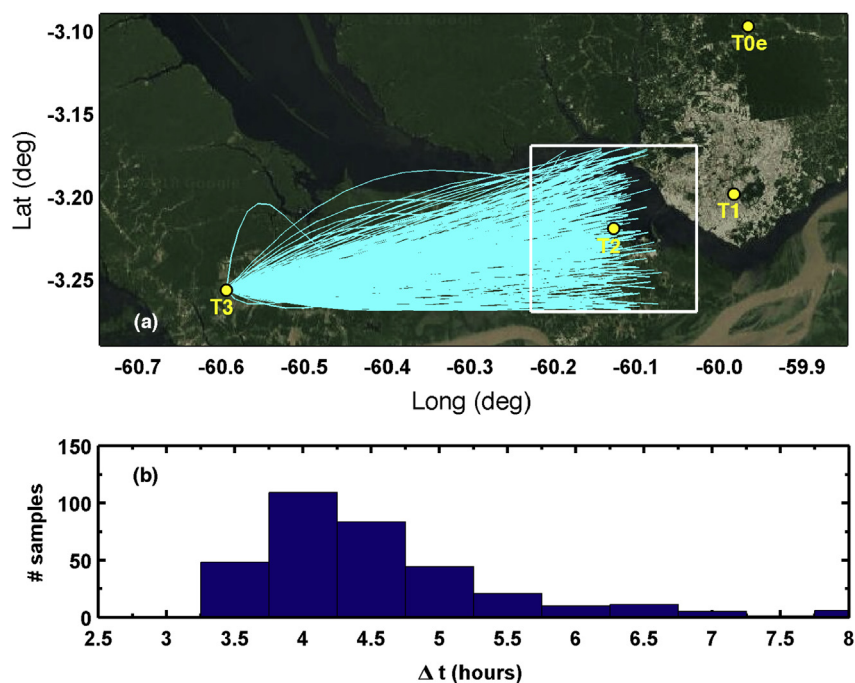 -3.10
-3.15
-3.20
-3.25
Lat (deg)
T0e
T1
T2
T3
(a)
-60.7 -60.6 -60.5 -60.4 -60.3 -60.2 -60.1 -60.0 -59.9
Long (deg)
150
100
50
0
# samples
(b)
2.5 3 3.5 4 4.5 5 5.5 6 6.5 7 7.5 8
Δ t (hours)